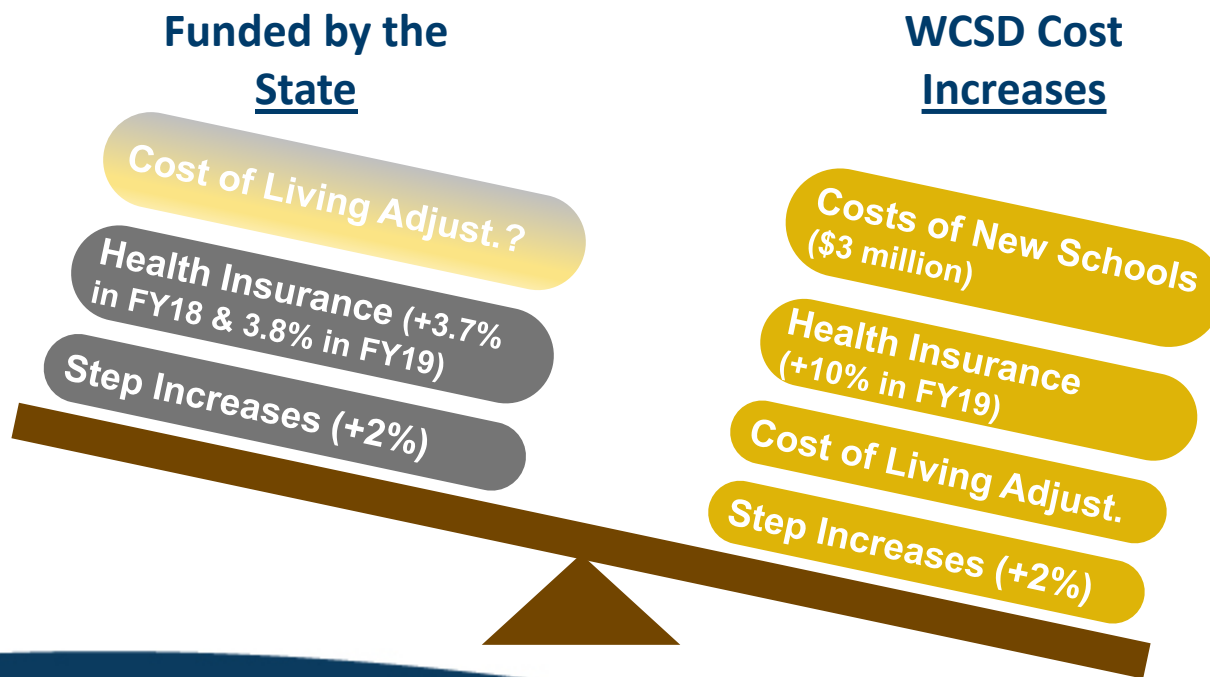 Funded by the
State
Cost of Living Adjust.?
Health Insurance (+3.7%
in FY18 & 3.8% in FY19)
Step Increases (+2%)
WCSD Cost
Increases
Costs of New Schools
($3 million)
Health Insurance
(+10% in FY19)
Cost of Living Adjust.
Step Increases (+2%)